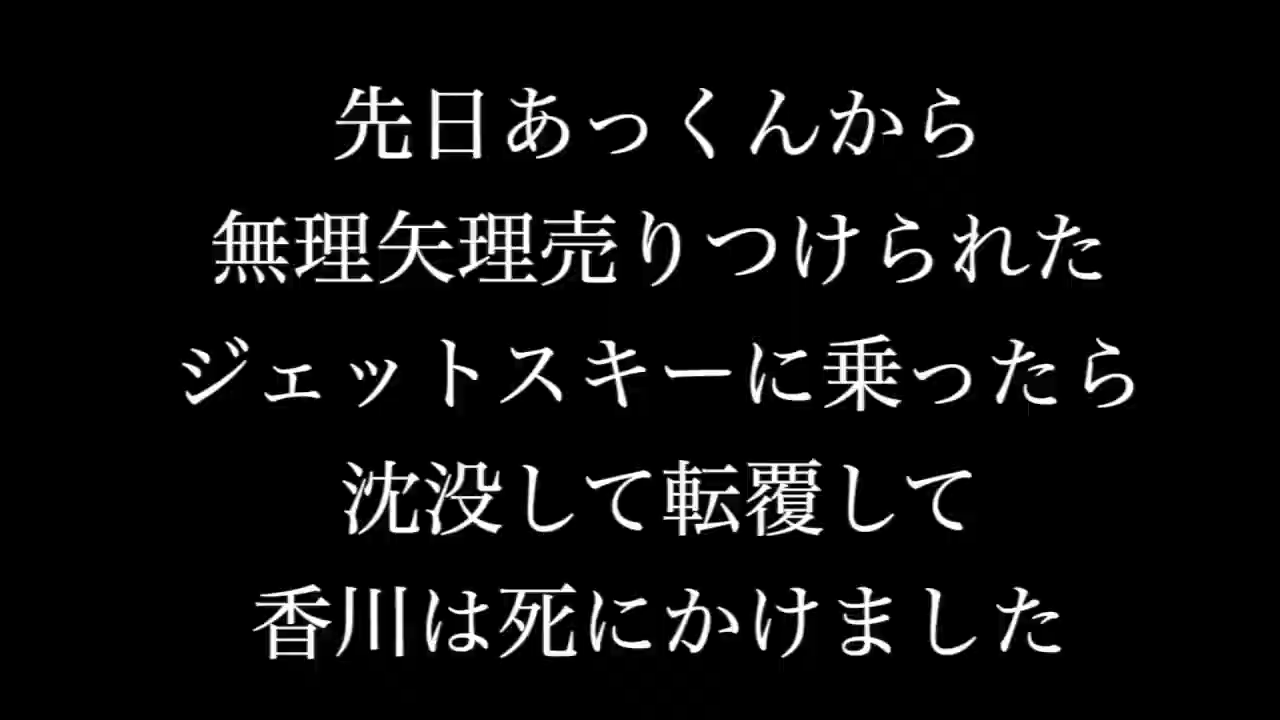 先日あっくんから
無理矢理売りつけられた
ジェットスキーに乗ったら
沈没して転覆して
香川は死にかけました